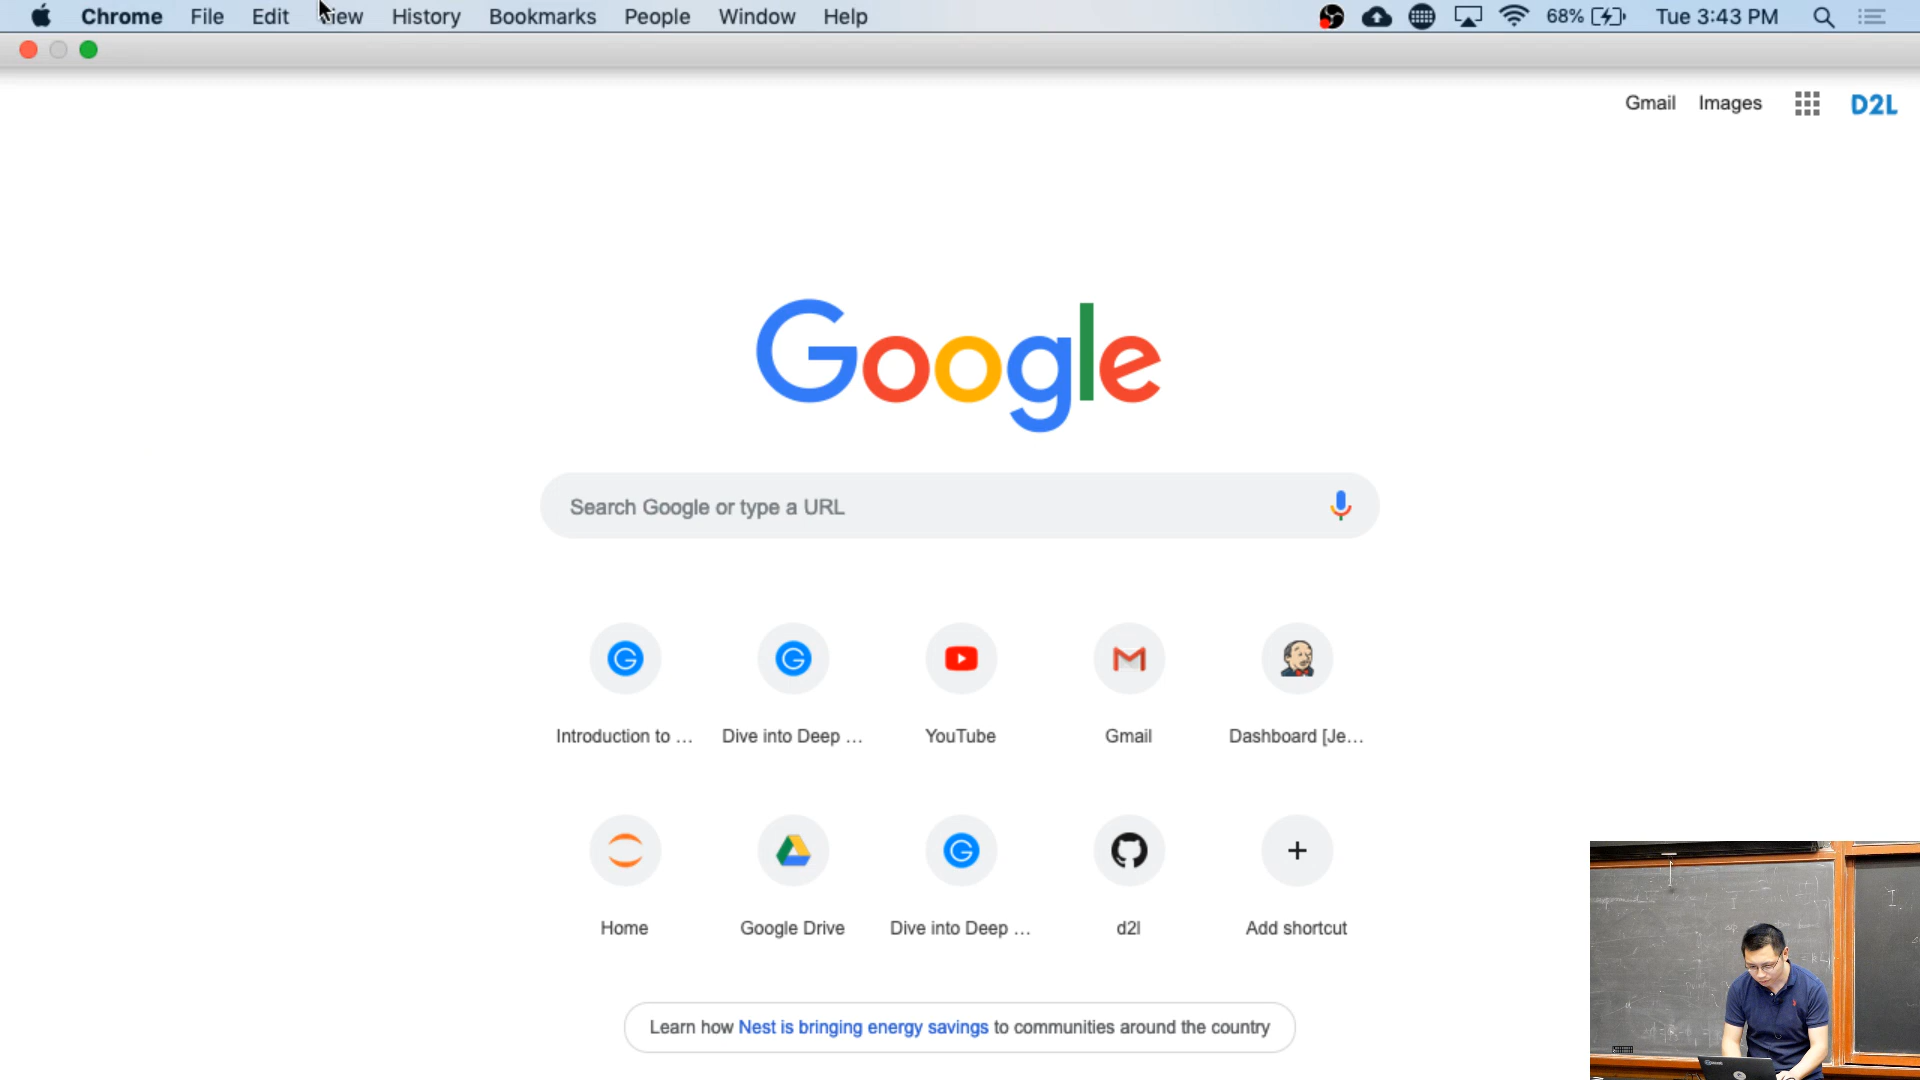 Chrome File Edit View History Bookmarks People Window Help 68% Tue 3:43 PM
Gmail Images D2L
Google
Search Google or type a URL
Introduction to ... Dive into Deep ... YouTube Gmail Dashboard [Je...
Home Google Drive Dive into Deep ... d2l Add shortcut
Learn how Nest is bringing energy savings to communities around the country